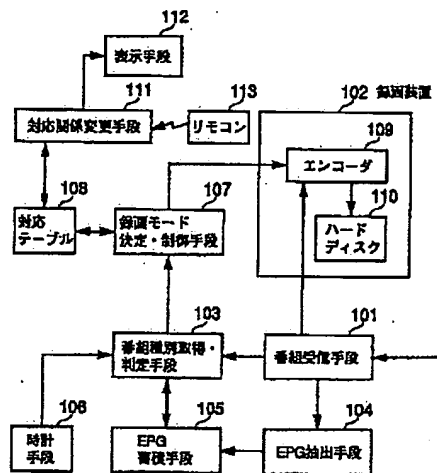 112
表示手段
111
対応関係変更手段
113
リモコン
102 録画装置
109
エンコーダ
110
ハード
ディスク
108
対応
テーブル
107
録画モード
決定・制御手段
103
番組種別取得・
判定手段
101
番組受信手段
106
時計
手段
105
EPG
蓄積手段
104
EPG抽出手段